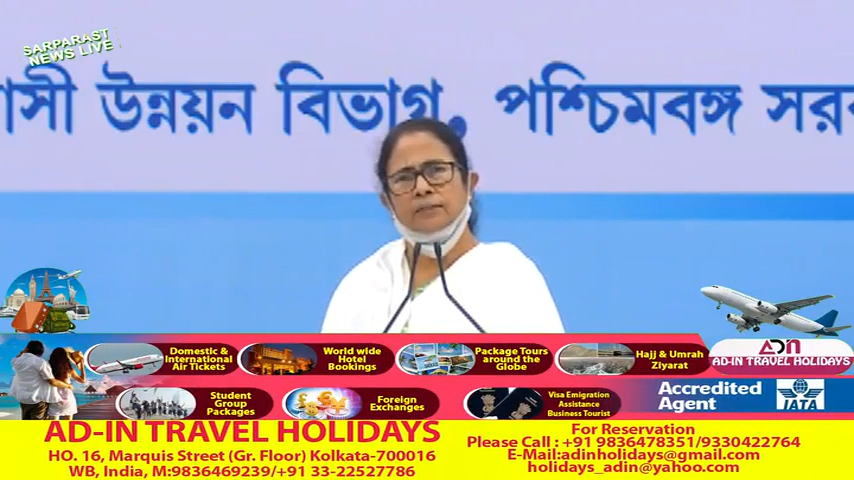 SARPARAST
NEWS LIVE
সী উন্নয়ন বিভাগ, পশ্চিমবঙ্গ
Domestic &
International
Air Tickets
World wide
Hotel
Bookings
Package Tours
around the
Globe
Hajj & Umrah
Ziyarat
ADIN
AD-IN TRAVEL HOLIDAYS
Student
Group
Packages
Foreign
Exchanges
Visa Emigration
Assistance
Business Tourist
Accredited
Agent
IATA
AD-IN TRAVEL HOLIDAYS
HO. 16, Marquis Street (Gr. Floor) Kolkata-700016
WB, India, M:9836469239/+91 33-22527786
For Reservation
Please Call : +91 9836478351/9330422764
E-Mail:adinholidays@gmail.com
holidays_adin@yahoo.com